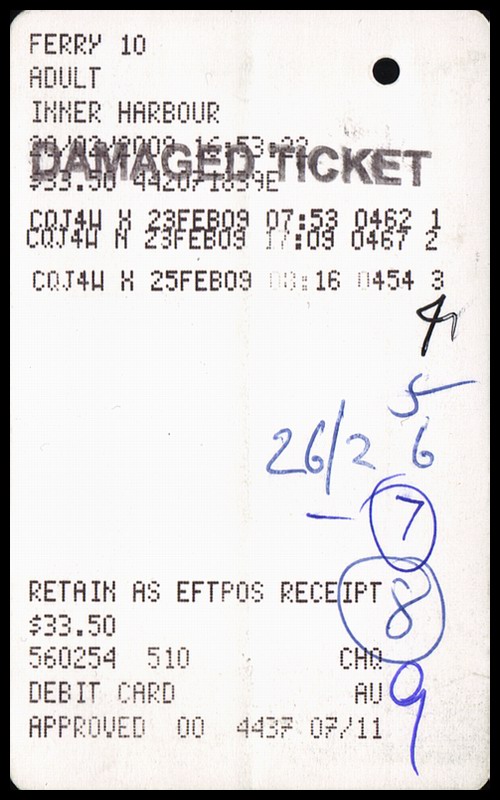 FERRY 10
ADULT
INNER HARBOUR
DAMAGED TICKET
$33.50
CQJ4W N 23FEB09 07:53 0462 1
CQJ4W N 23FEB09 17:09 0467 2
CQJ4W N 25FEB09 08:16 0454 3
4
5
26/2 6
- 7
8
RETAIN AS EFTPOS RECEIPT
$33.50
560254 510 CHQ
DEBIT CARD AU
9
APPROVED 00 4437 07/11